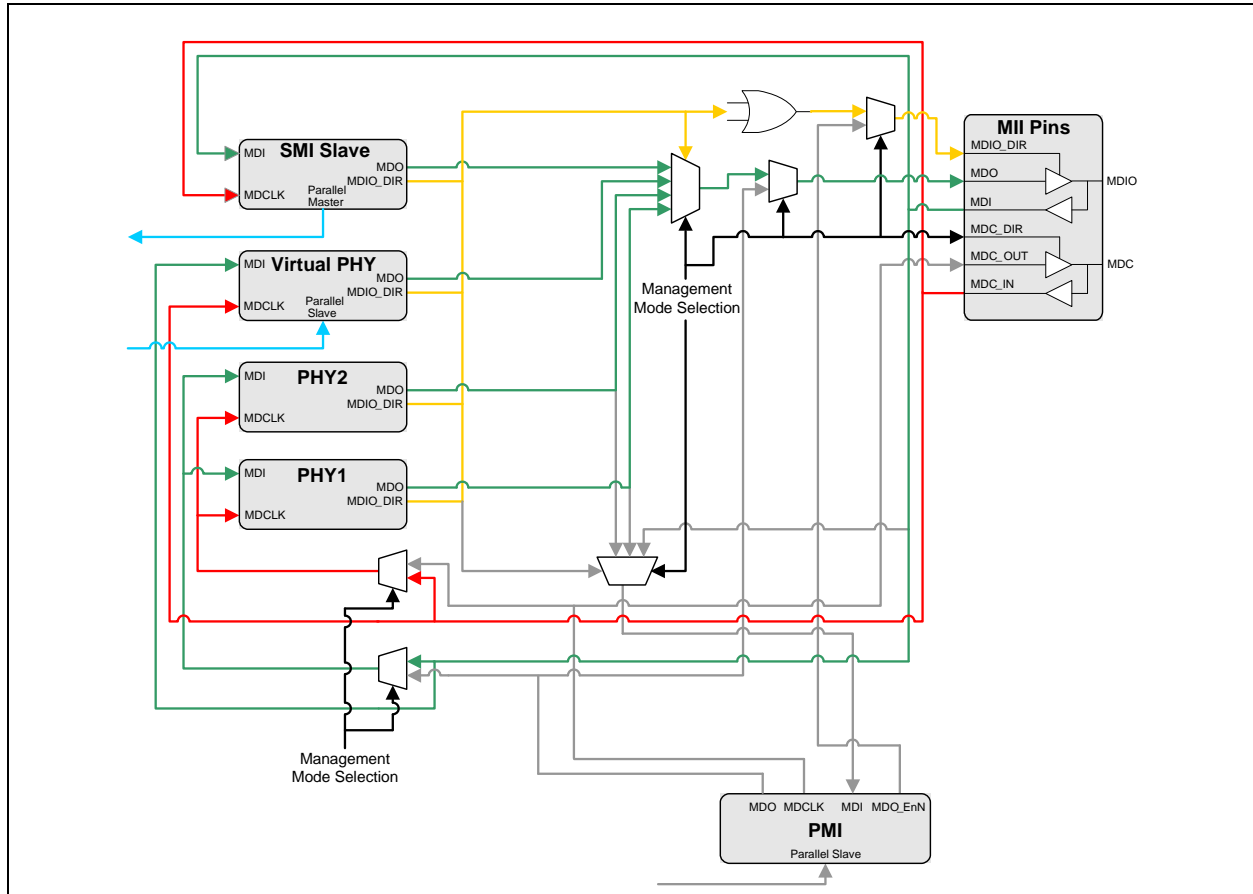 SMI Slave
MDI
MDO
MDIO_DIR
MDCLK
Parallel
Master
Virtual PHY
MDI
MDO
MDIO_DIR
MDCLK
Parallel
Slave
PHY2
MDI
MDO
MDIO_DIR
MDCLK
PHY1
MDI
MDO
MDIO_DIR
MDCLK
MII Pins
MDIO_DIR
MDO
MDIO
MDI
MDC_DIR
MDC_OUT
MDC
MDC_IN
Management
Mode Selection
Management
Mode Selection
MDO
MDCLK
MDI
MDO_EnN
PMI
Parallel Slave